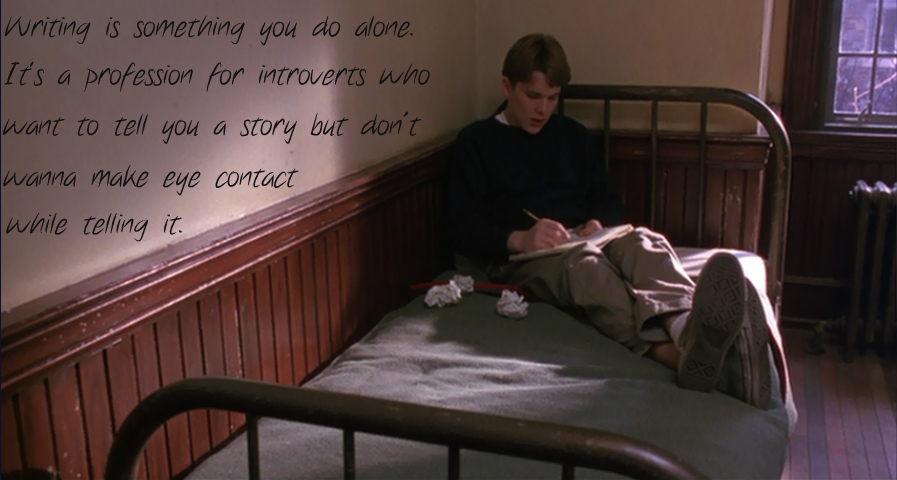 Writing is something you do alone.
It's a profession for introverts who
want to tell you a story but don't
wanna make eye contact
while telling it.